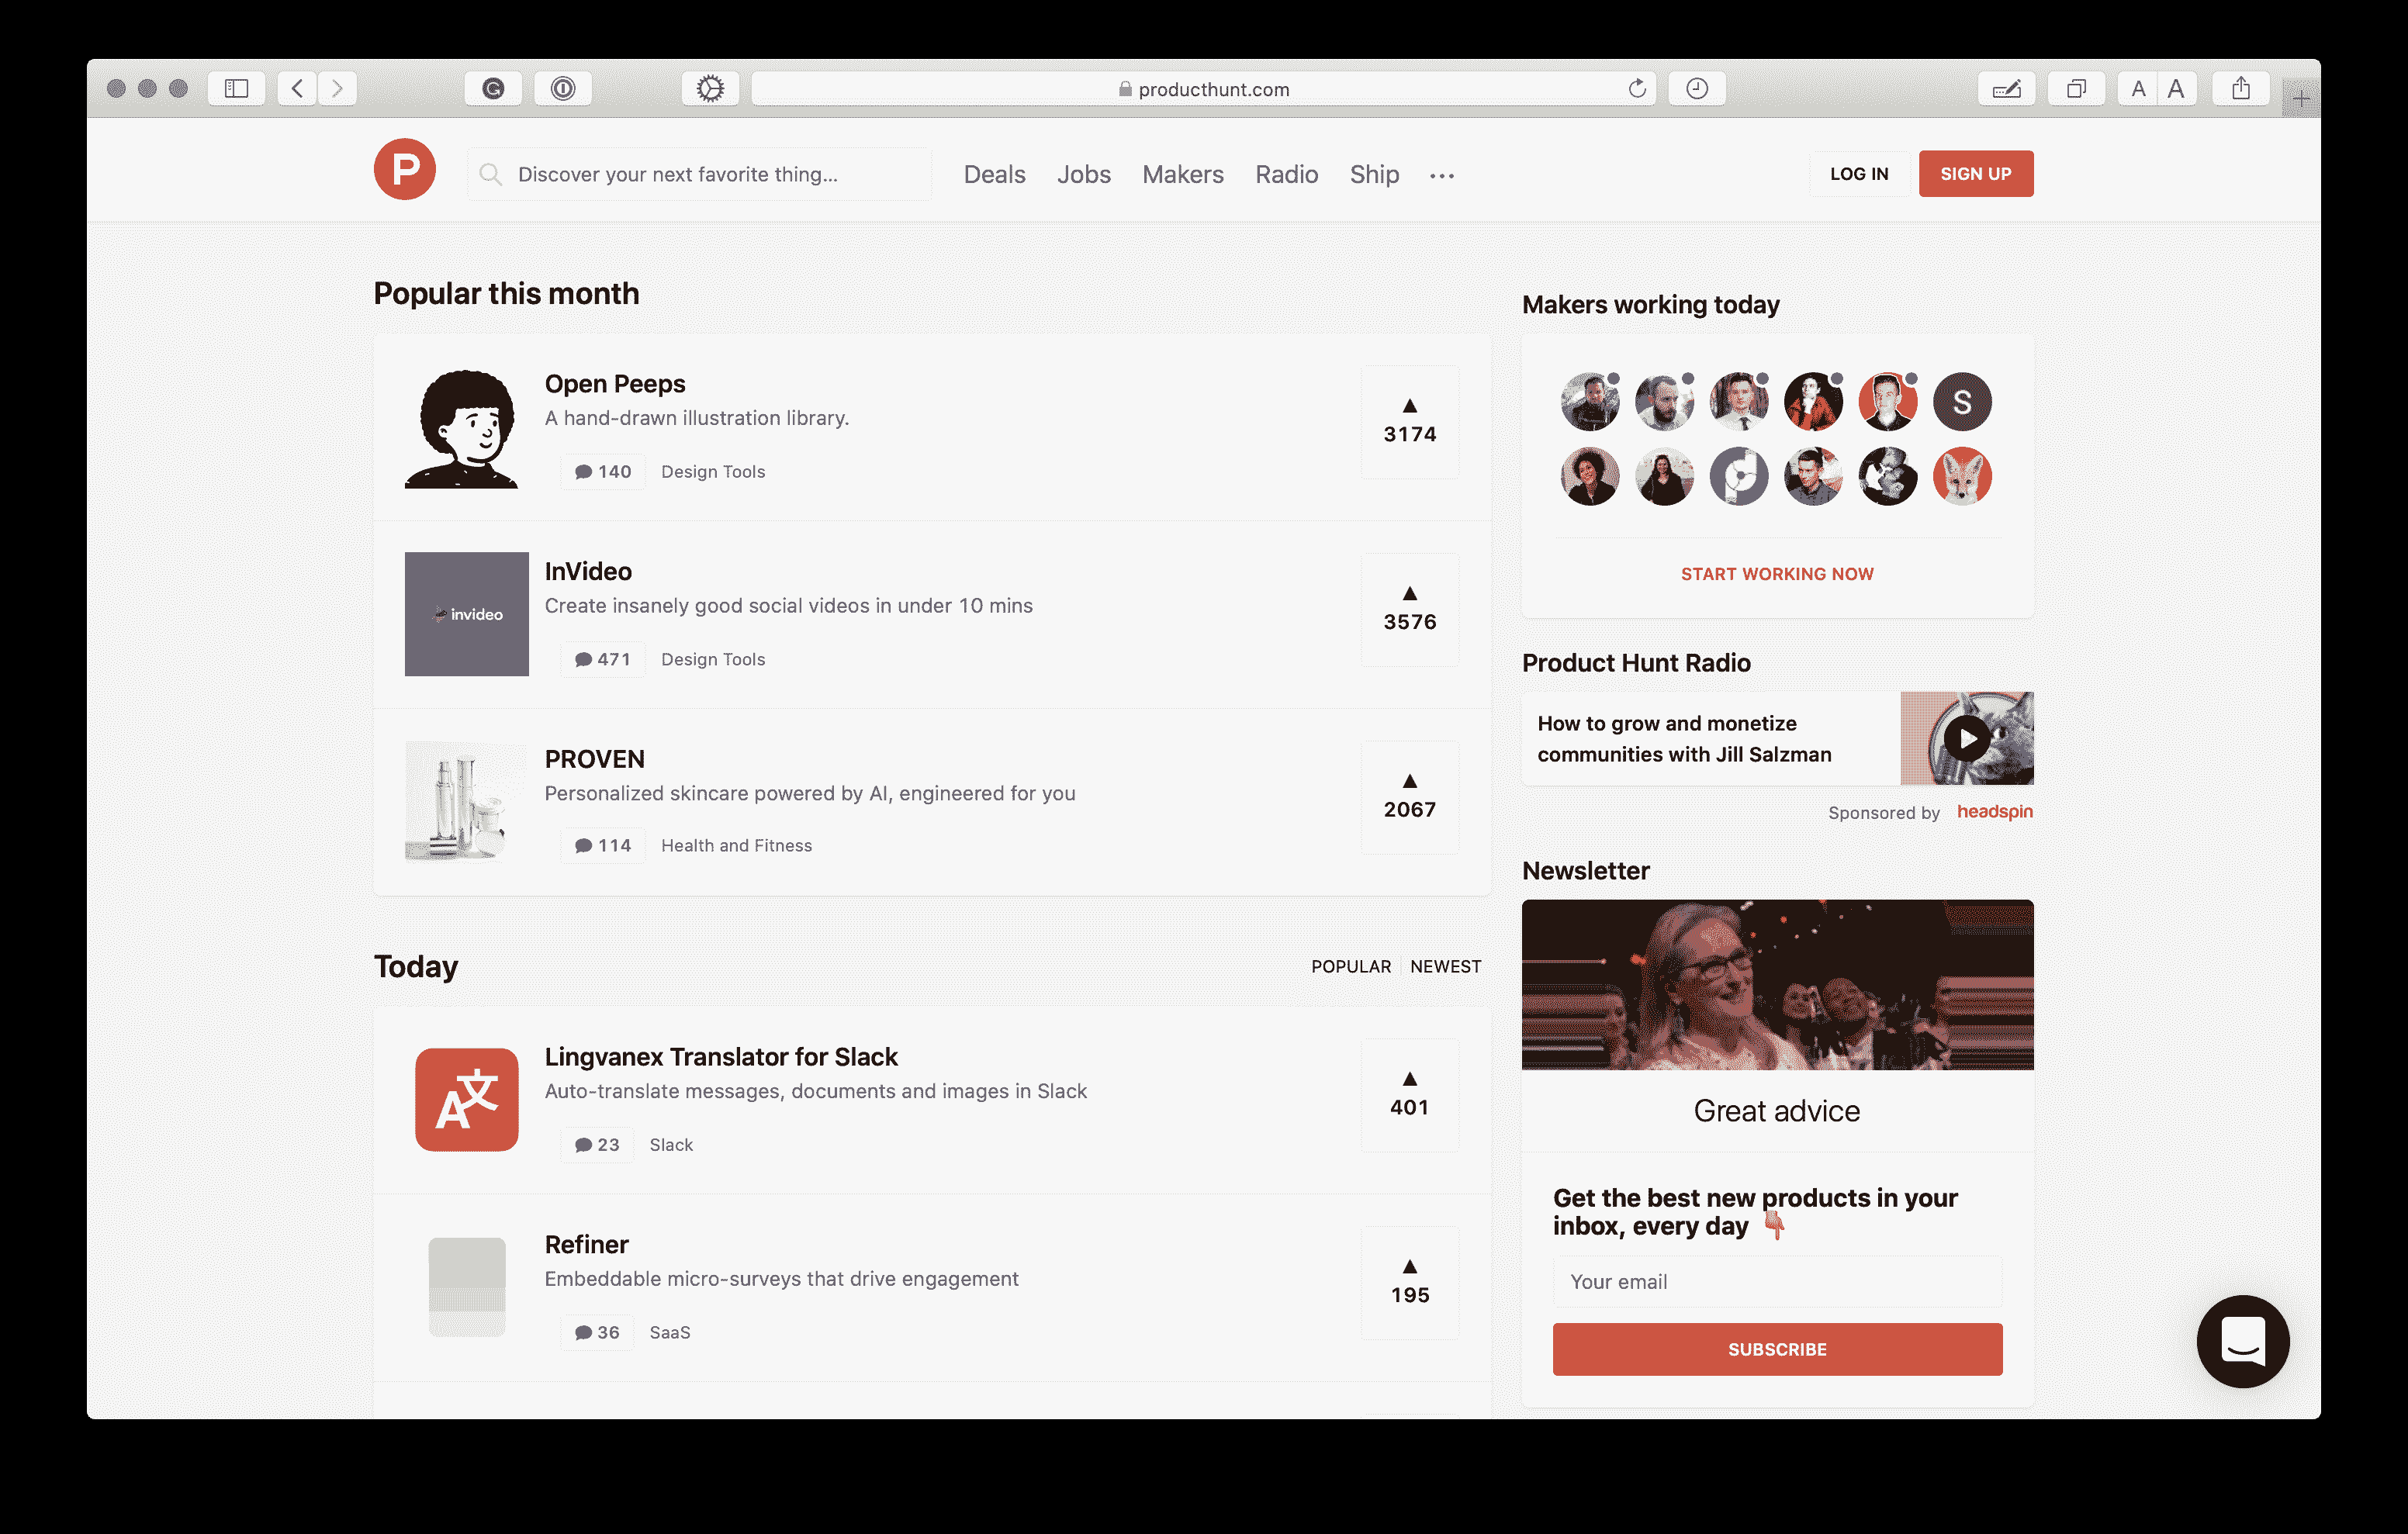 producthunt.com
A A
P
Discover your next favorite thing...
Deals Jobs Makers Radio Ship ...
LOG IN
SIGN UP
Popular this month
Open Peeps
A hand-drawn illustration library.
140 Design Tools
3174
InVideo
invideo
Create insanely good social videos in under 10 mins
471 Design Tools
3576
PROVEN
Personalized skincare powered by AI, engineered for you
114 Health and Fitness
2067
Today
POPULAR NEWEST
Lingvanex Translator for Slack
A文
Auto-translate messages, documents and images in Slack
23 Slack
401
Refiner
Embeddable micro-surveys that drive engagement
36 SaaS
195
Makers working today
S
START WORKING NOW
Product Hunt Radio
How to grow and monetize
communities with Jill Salzman
Sponsored by headspin
Newsletter
Great advice
Get the best new products in your
inbox, every day 👇
Your email
SUBSCRIBE